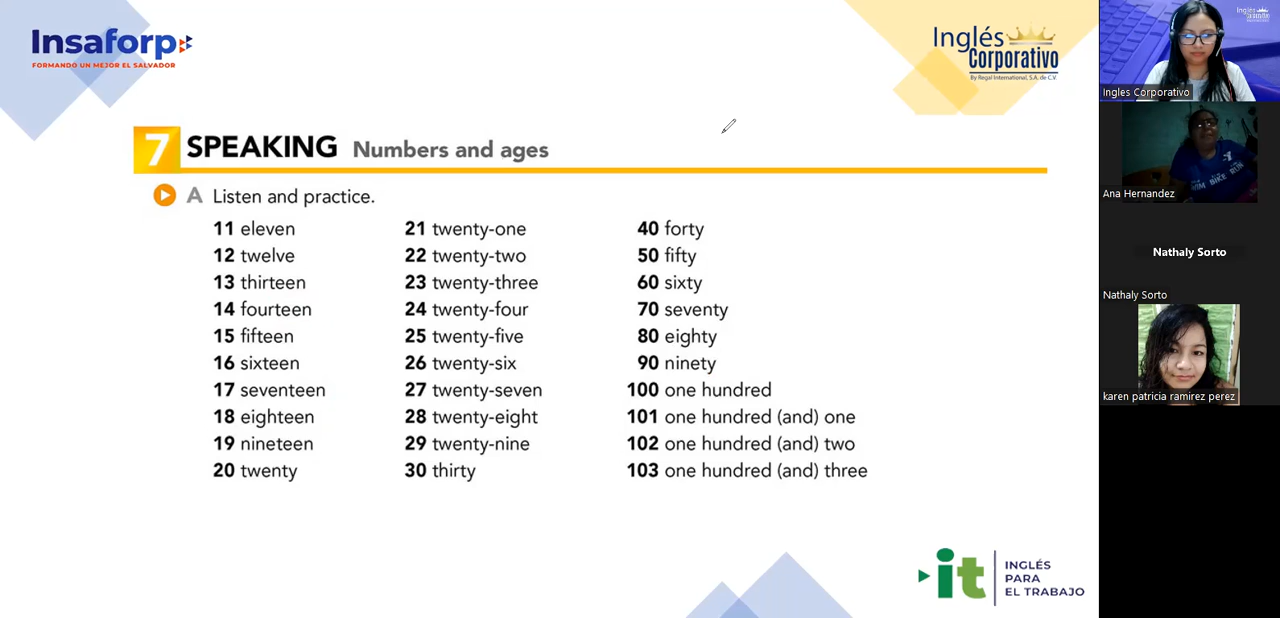 Insaforp
FORMANDO UN MEJOR EL SALVADOR
Inglés
Corporativo
By Regal International, S.A. de C.V.
7 SPEAKING Numbers and ages
A Listen and practice.
11 eleven
12 twelve
13 thirteen
14 fourteen
15 fifteen
16 sixteen
17 seventeen
18 eighteen
19 nineteen
20 twenty
21 twenty-one
22 twenty-two
23 twenty-three
24 twenty-four
25 twenty-five
26 twenty-six
27 twenty-seven
28 twenty-eight
29 twenty-nine
30 thirty
40 forty
50 fifty
60 sixty
70 seventy
80 eighty
90 ninety
100 one hundred
101 one hundred (and) one
102 one hundred (and) two
103 one hundred (and) three
it
INGLÉS
PARA
EL TRABAJO
Inglés
Ingles Corporativo
BIKE RUN
Ana Hernandez
Nathaly Sorto
Nathaly Sorto
karen patricia ramirez perez